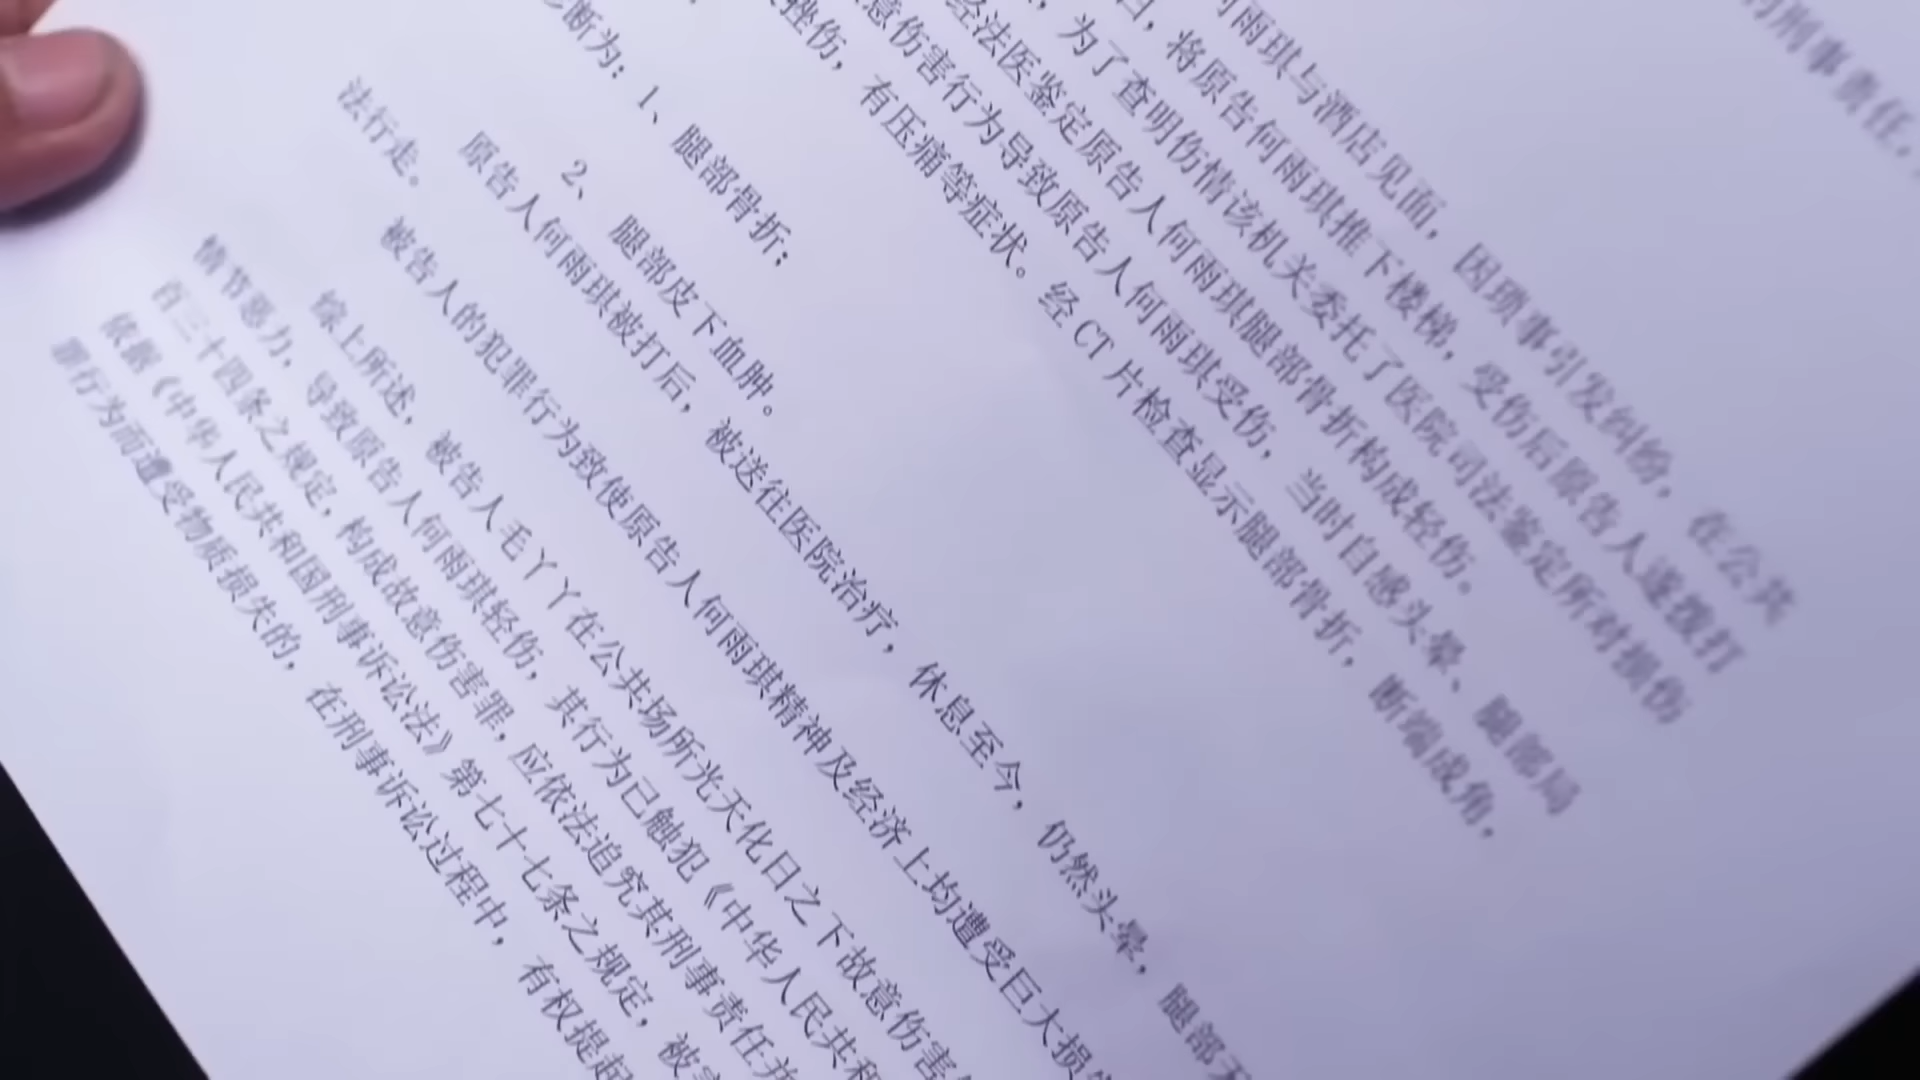 的刑事责任，
何雨琪与酒店见面，因琐事引发纠纷，在公共
日，将原告何雨琪推下楼梯，受伤后原告人遂拨打
，为了查明伤情该机关委托了医院司法鉴定所对损伤
经法医鉴定原告人何雨琪腿部骨折构成轻伤。
意伤害行为导致原告人何雨琪受伤，当时自感头晕、腿部局
挫伤，有压痛等症状。经CT片检查显示腿部骨折，断端成角，
诊断为：1、腿部骨折；
2、腿部皮下血肿。
原告人何雨琪被打后，被送往医院治疗，休息至今，仍然头晕，腿部无
法行走。
被告人的犯罪行为致使原告人何雨琪精神及经济上均遭受巨大损
综上所述，被告人毛丫丫在公共场所光天化日之下故意伤害
情节恶力，导致原告人何雨琪轻伤，其行为已触犯《中华人民共和
百三十四条之规定，构成故意伤害罪，应依法追究其刑事责任并
依据《中华人民共和国刑事诉讼法》第七十七条之规定，被
罪行为而遭受物质损失的，在刑事诉讼过程中，有权提起